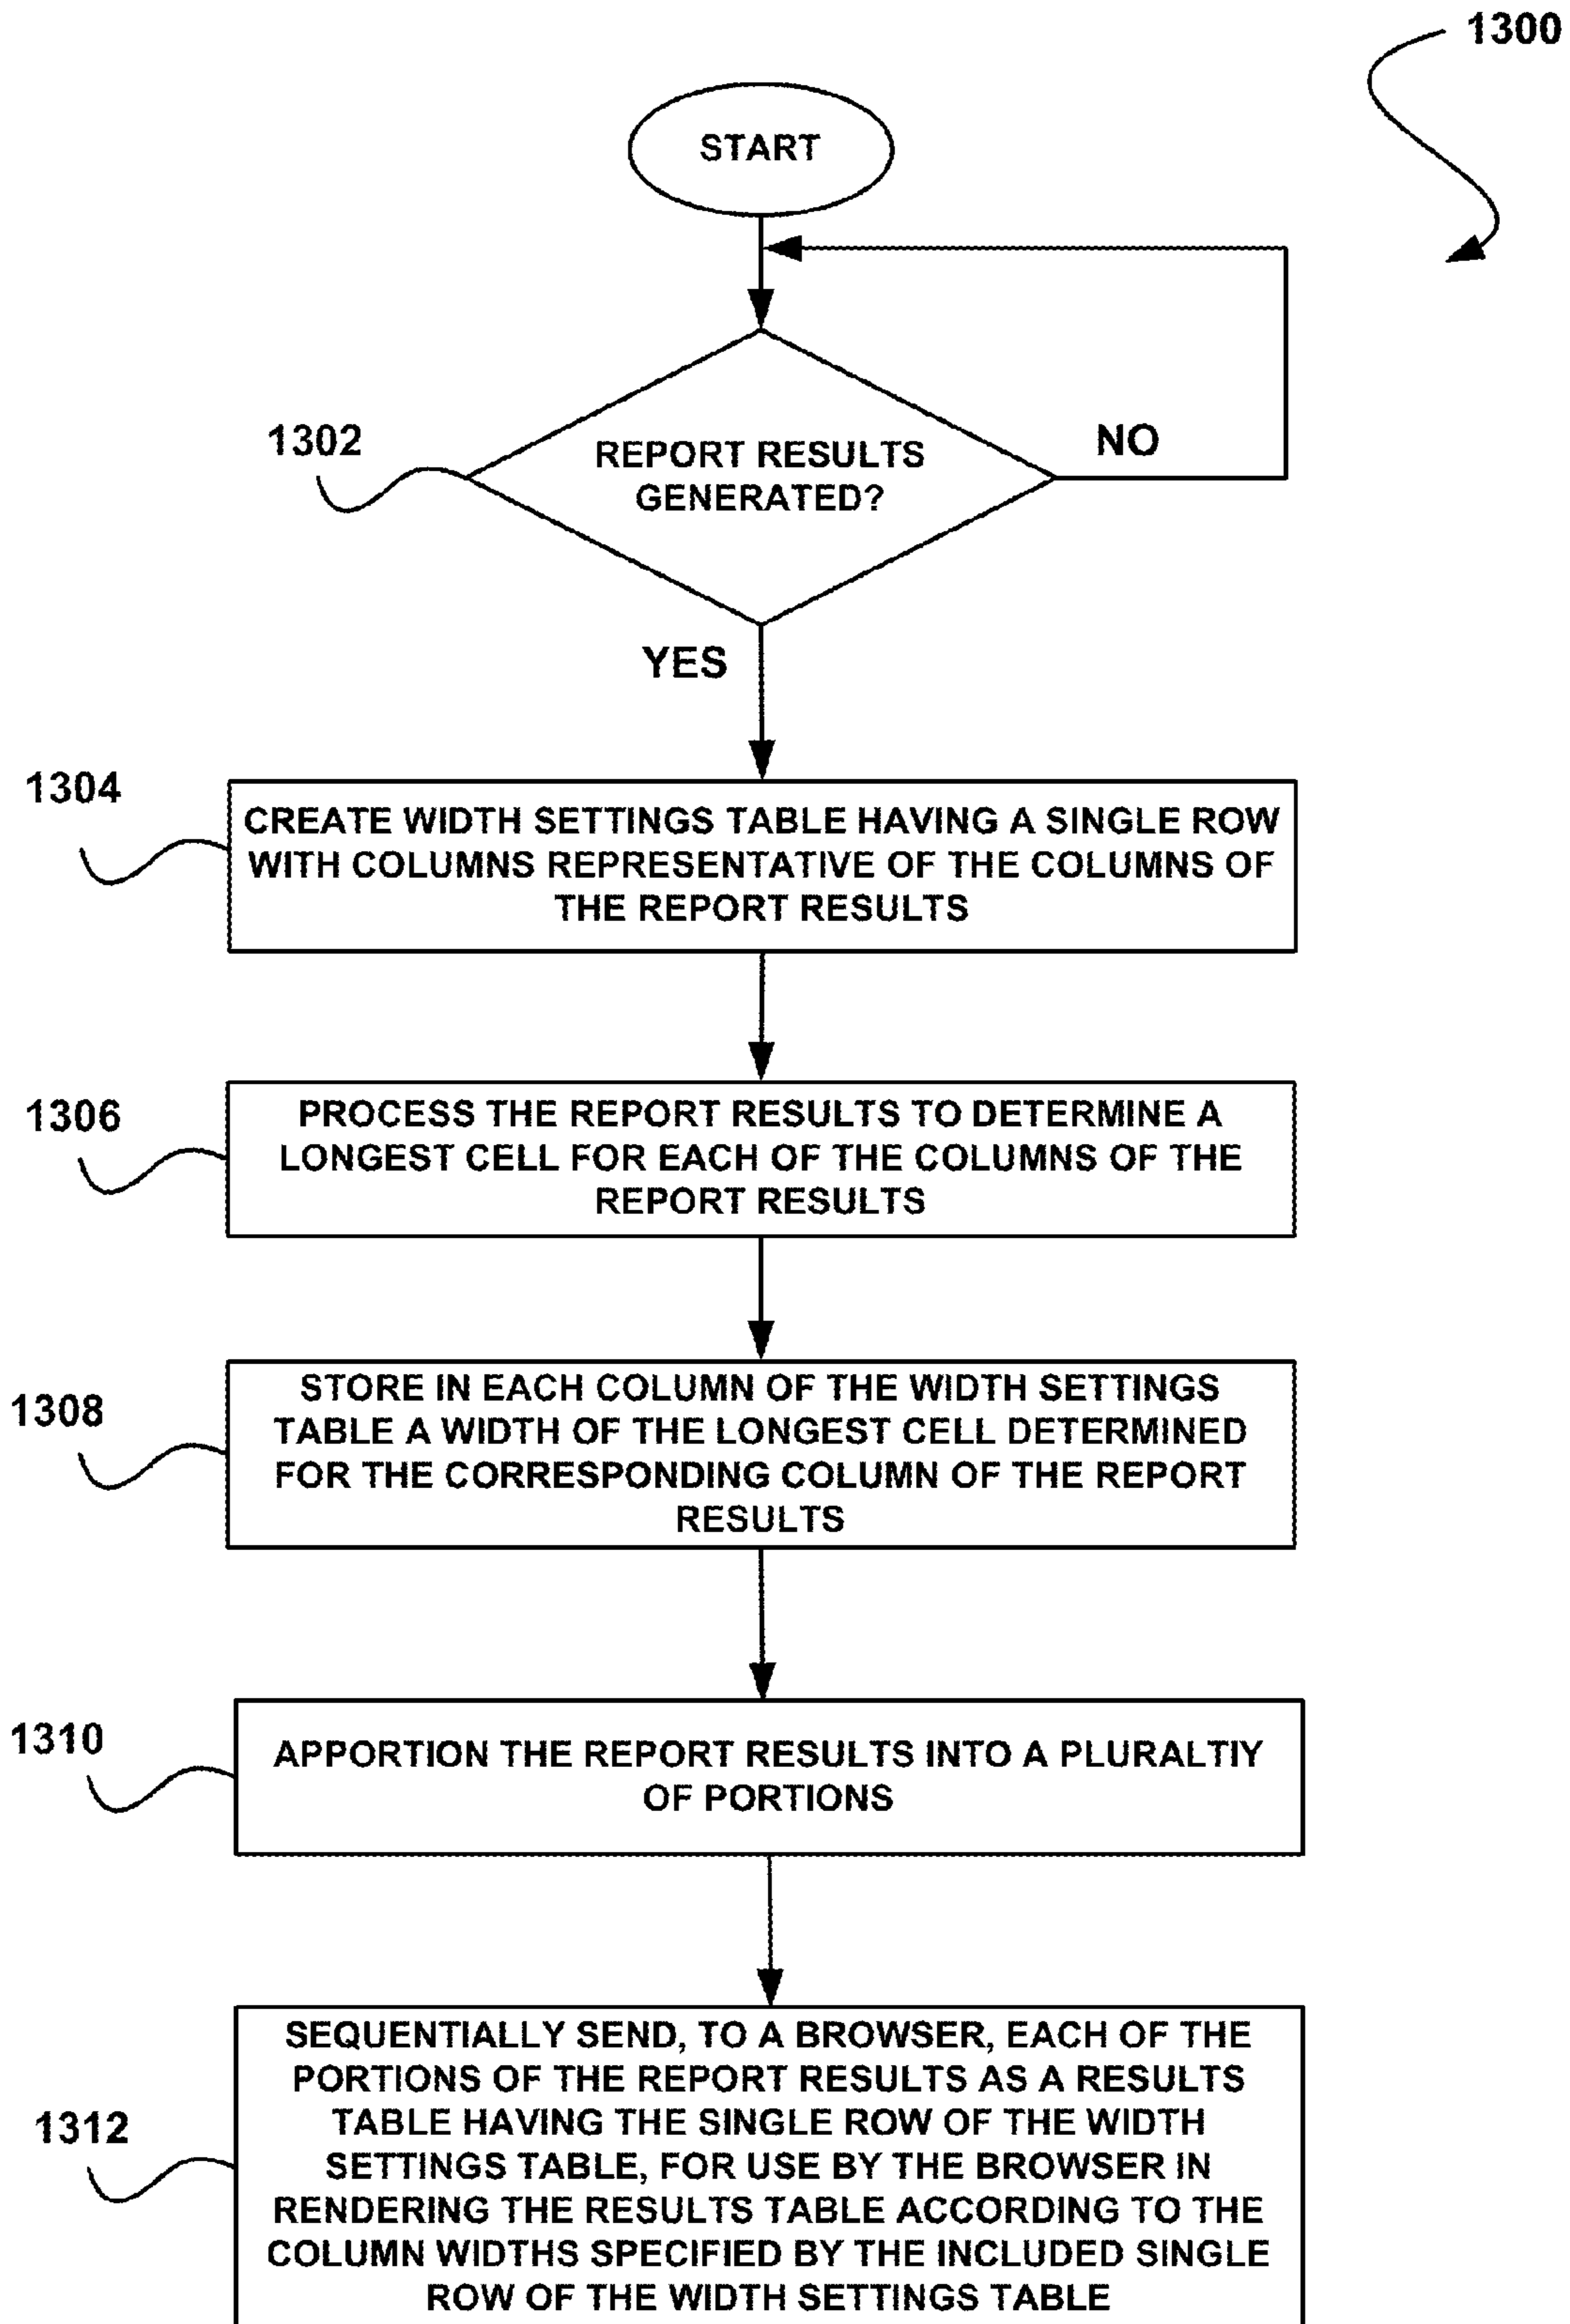 1300
START
1302
REPORT RESULTS
GENERATED?
NO
YES
1304
CREATE WIDTH SETTINGS TABLE HAVING A SINGLE ROW
WITH COLUMNS REPRESENTATIVE OF THE COLUMNS OF
THE REPORT RESULTS
1306
PROCESS THE REPORT RESULTS TO DETERMINE A
LONGEST CELL FOR EACH OF THE COLUMNS OF THE
REPORT RESULTS
1308
STORE IN EACH COLUMN OF THE WIDTH SETTINGS
TABLE A WIDTH OF THE LONGEST CELL DETERMINED
FOR THE CORRESPONDING COLUMN OF THE REPORT
RESULTS
1310
APPORTION THE REPORT RESULTS INTO A PLURALTIY
OF PORTIONS
1312
SEQUENTIALLY SEND, TO A BROWSER, EACH OF THE
PORTIONS OF THE REPORT RESULTS AS A RESULTS
TABLE HAVING THE SINGLE ROW OF THE WIDTH
SETTINGS TABLE, FOR USE BY THE BROWSER IN
RENDERING THE RESULTS TABLE ACCORDING TO THE
COLUMN WIDTHS SPECIFIED BY THE INCLUDED SINGLE
ROW OF THE WIDTH SETTINGS TABLE